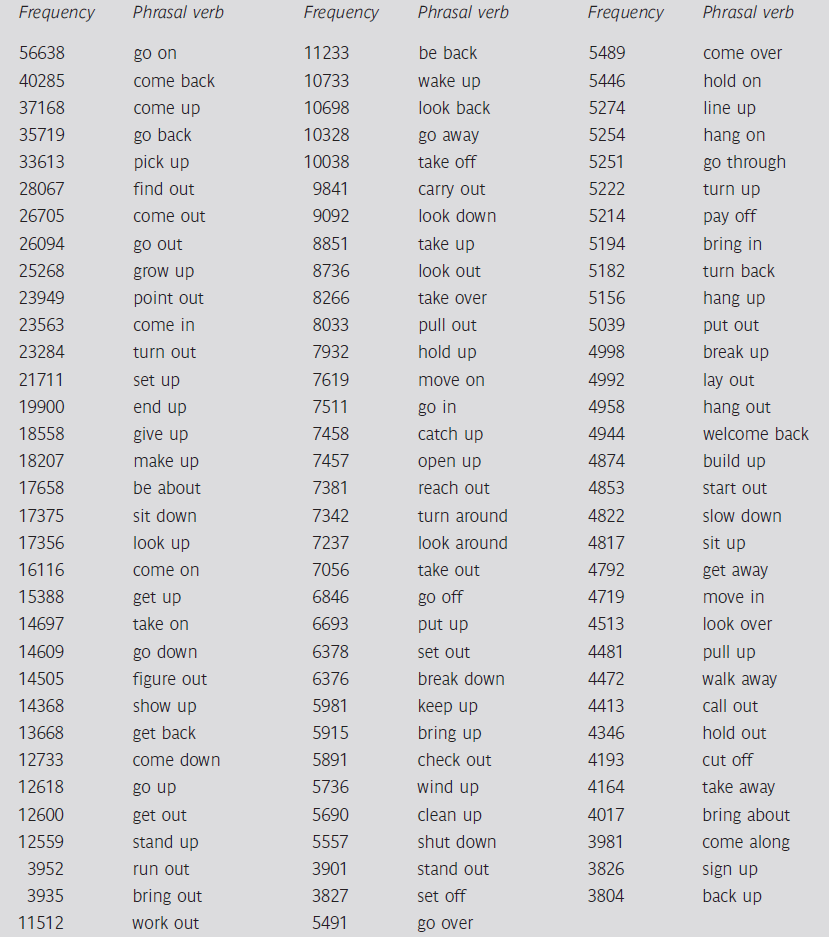 Frequency Phrasal verb Frequency Phrasal verb Frequency Phrasal verb
56638 go on 11233 be back 5489 come over
40285 come back 10733 wake up 5446 hold on
37168 come up 10698 look back 5274 line up
35719 go back 10328 go away 5254 hang on
33613 pick up 10038 take off 5251 go through
28067 find out 9841 carry out 5222 turn up
26705 come out 9092 look down 5214 pay off
26094 go out 8851 take up 5194 bring in
25268 grow up 8736 look out 5182 turn back
23949 point out 8266 take over 5156 hang up
23563 come in 8033 pull out 5039 put out
23284 turn out 7932 hold up 4998 break up
21711 set up 7619 move on 4992 lay out
19900 end up 7511 go in 4958 hang out
18558 give up 7458 catch up 4944 welcome back
18207 make up 7457 open up 4874 build up
17658 be about 7381 reach out 4853 start out
17375 sit down 7342 turn around 4822 slow down
17356 look up 7237 look around 4817 sit up
16116 come on 7056 take out 4792 get away
15388 get up 6846 go off 4719 move in
14697 take on 6693 put up 4513 look over
14609 go down 6378 set out 4481 pull up
14505 figure out 6376 break down 4472 walk away
14368 show up 5981 keep up 4413 call out
13668 get back 5915 bring up 4346 hold out
12733 come down 5891 check out 4193 cut off
12618 go up 5736 wind up 4164 take away
12600 get out 5690 clean up 4017 bring about
12559 stand up 5557 shut down 3981 come along
3952 run out 3901 stand out 3826 sign up
3935 bring out 3827 set off 3804 back up
11512 work out 5491 go over